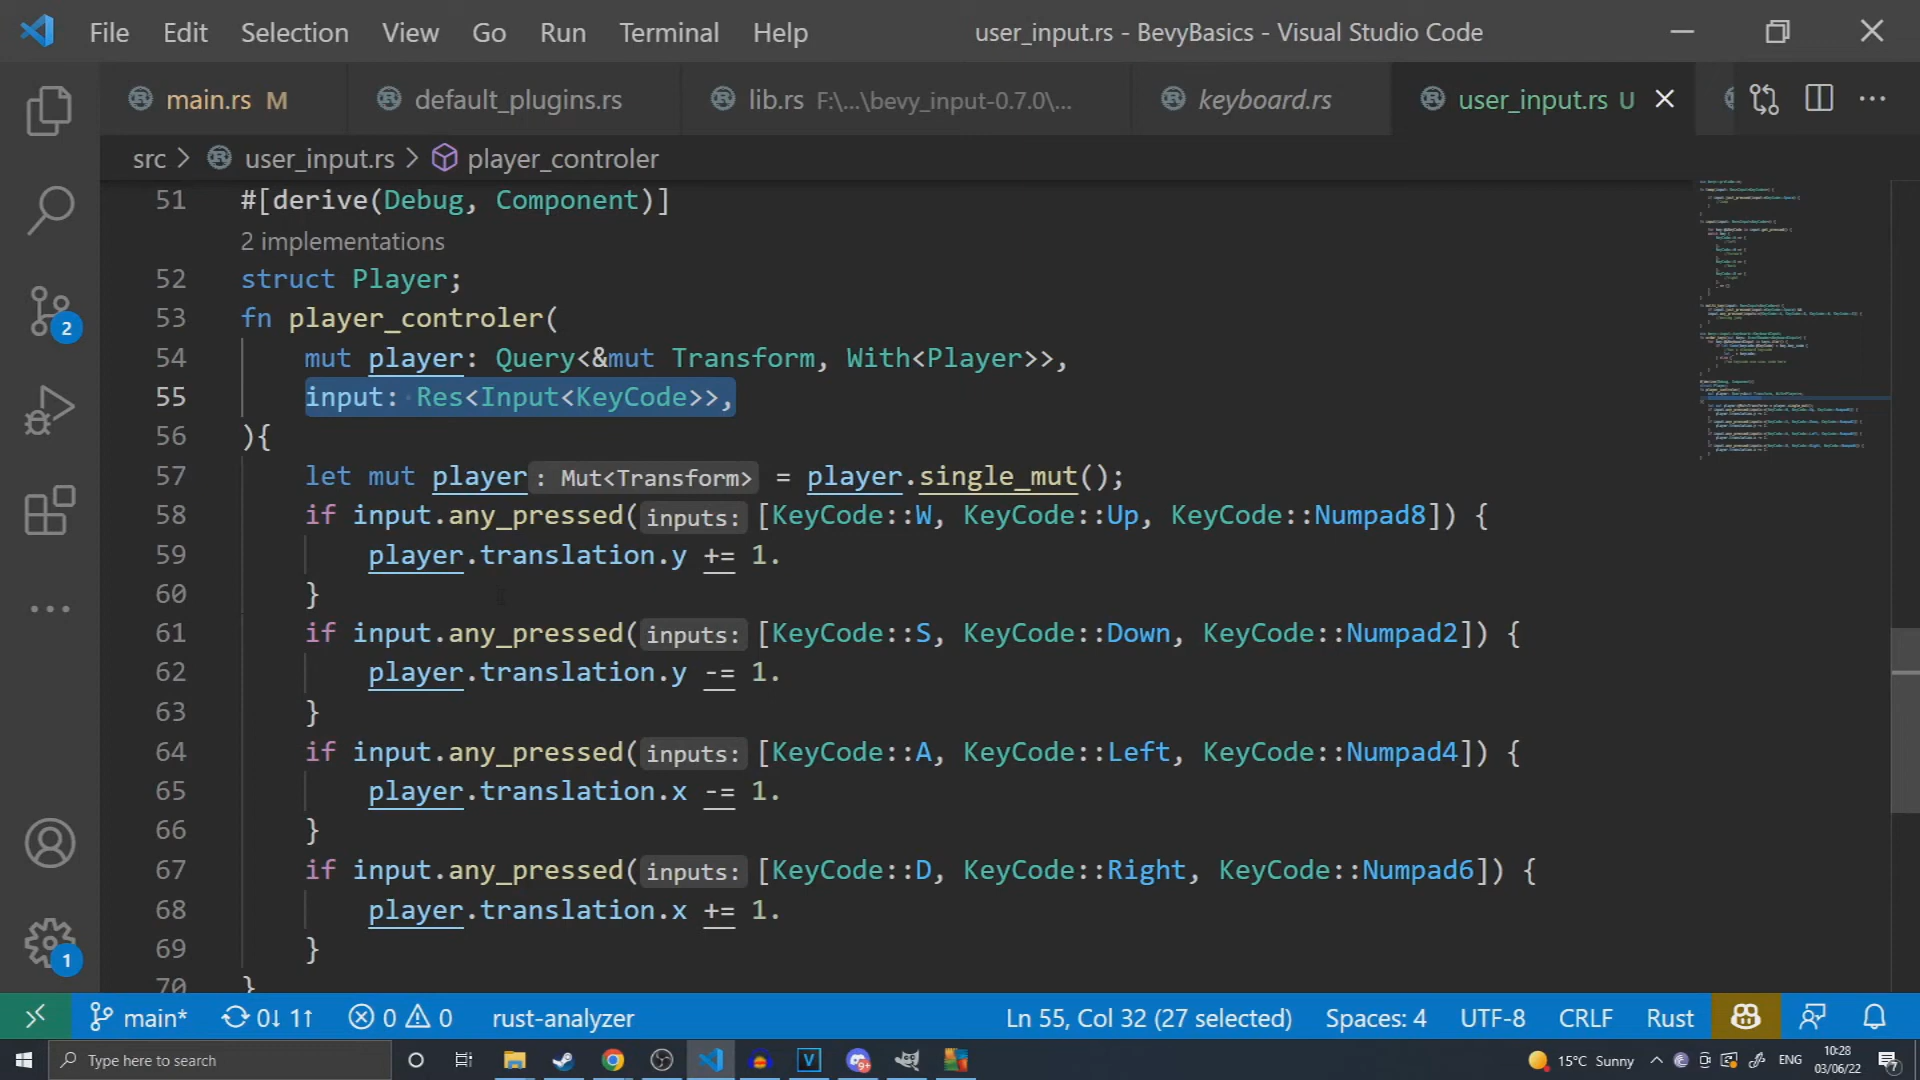 File Edit Selection View Go Run Terminal Help user_input.rs - BevyBasics - Visual Studio Code
main.rs M default_plugins.rs lib.rs F:\...\bevy_input-0.7.0\... keyboard.rs user_input.rs U
src > user_input.rs > player_controler
51 #[derive(Debug, Component)]
2 implementations
52 struct Player;
53 fn player_controler(
54 mut player: Query<&mut Transform, With<Player>>,
55 input: Res<Input<KeyCode>>,
56 ){
57 let mut player: Mut<Transform> = player.single_mut();
58 if input.any_pressed(inputs: [KeyCode::W, KeyCode::Up, KeyCode::Numpad8]) {
59 player.translation.y += 1.
60 }
61 if input.any_pressed(inputs: [KeyCode::S, KeyCode::Down, KeyCode::Numpad2]) {
62 player.translation.y -= 1.
63 }
64 if input.any_pressed(inputs: [KeyCode::A, KeyCode::Left, KeyCode::Numpad4]) {
65 player.translation.x -= 1.
66 }
67 if input.any_pressed(inputs: [KeyCode::D, KeyCode::Right, KeyCode::Numpad6]) {
68 player.translation.x += 1.
69 }
70 }
2
1
main* 0↓ 1↑ 0 0 rust-analyzer Ln 55, Col 32 (27 selected) Spaces: 4 UTF-8 CRLF Rust
Type here to search 9+ 15°C Sunny ENG 10:28
03/06/22 7